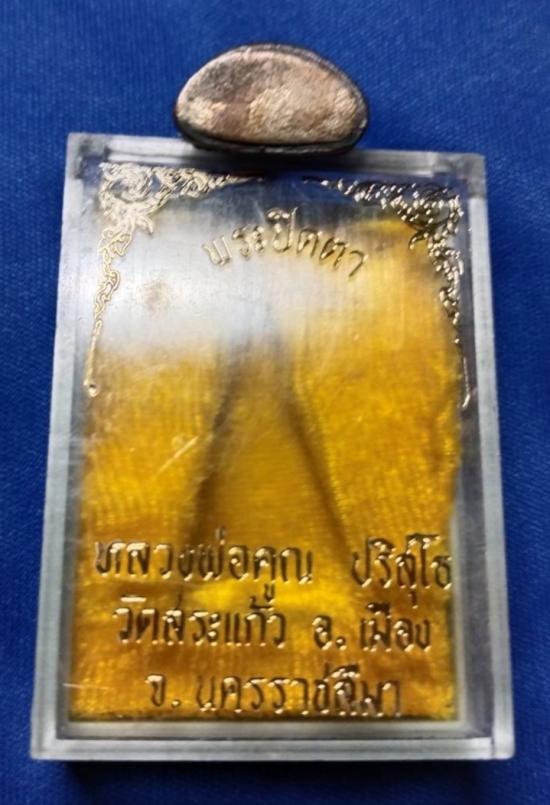 พระปิดตา
หลวงพ่อคูณ ปริสุโธ
วัดสระแก้ว อ. เมือง
จ. นครราชสีมา